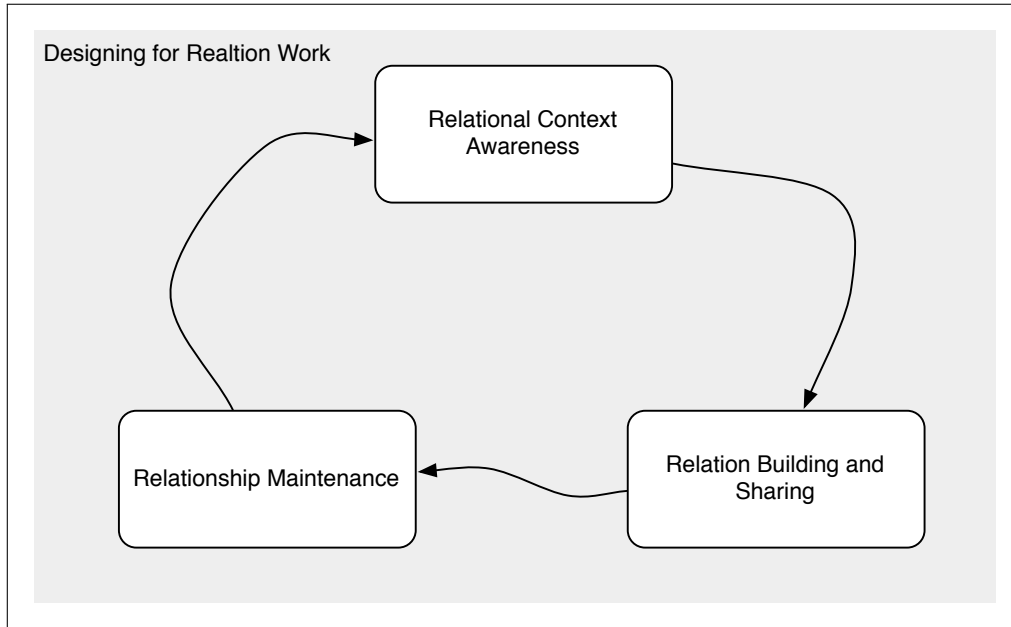 Designing for Realtion Work
Relational Context
Awareness
Relationship Maintenance
Relation Building and
Sharing